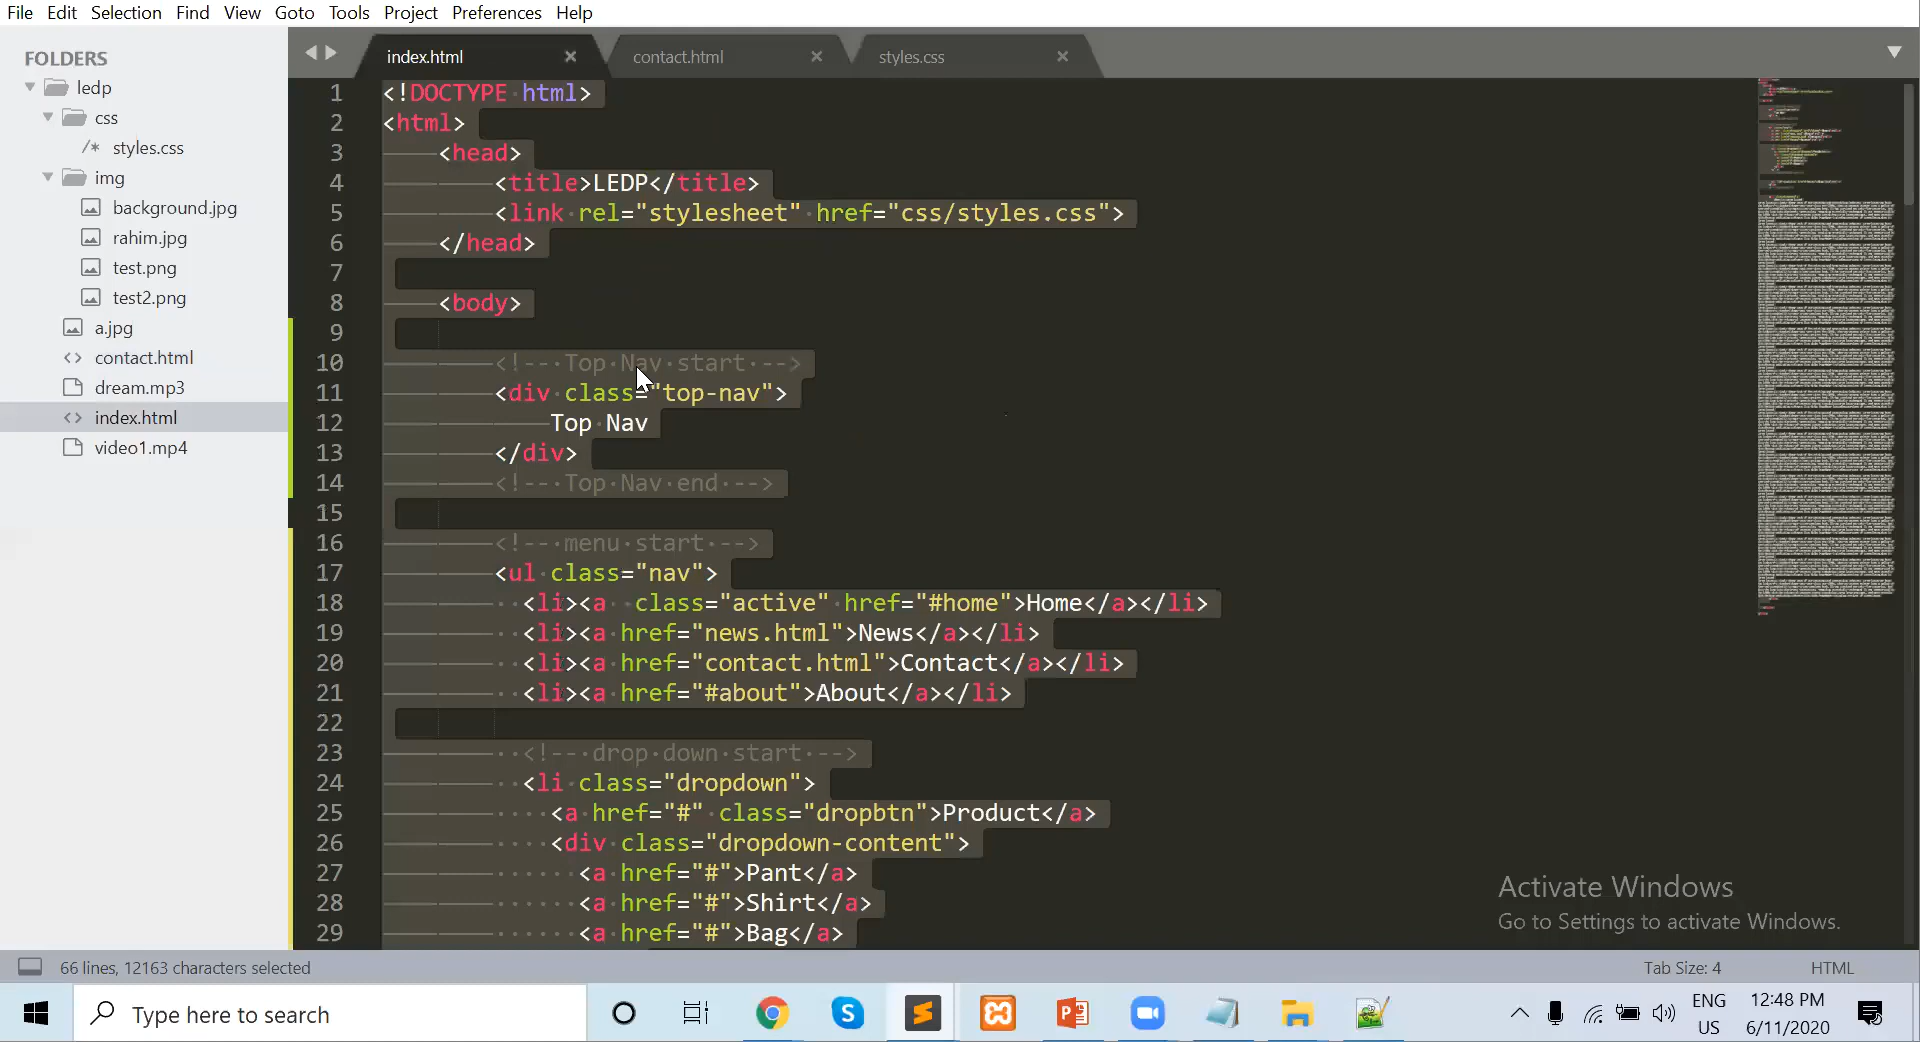 File Edit Selection Find View Goto Tools Project Preferences Help
FOLDERS
ledp
css
/* styles.css
img
background.jpg
rahim.jpg
test.png
test2.png
a.jpg
<> contact.html
dream.mp3
<> index.html
video1.mp4
index.html × contact.html × styles.css ×
1 <!DOCTYPE html>
2 <html>
3 <head>
4 <title>LEDP</title>
5 <link rel="stylesheet" href="css/styles.css">
6 </head>
7
8 <body>
9
10 <!-- Top Nav start -->
11 <div class="top-nav">
12 Top Nav
13 </div>
14 <!-- Top Nav end -->
15
16 <!-- menu start -->
17 <ul class="nav">
18 <li><a class="active" href="#home">Home</a></li>
19 <li><a href="news.html">News</a></li>
20 <li><a href="contact.html">Contact</a></li>
21 <li><a href="#about">About</a></li>
22
23 <!-- drop down start -->
24 <li class="dropdown">
25 <a href="#" class="dropbtn">Product</a>
26 <div class="dropdown-content">
27 <a href="#">Pant</a>
28 <a href="#">Shirt</a>
29 <a href="#">Bag</a>
Activate Windows
Go to Settings to activate Windows.
66 lines, 12163 characters selected Tab Size: 4 HTML
Type here to search
ENG
US
12:48 PM
6/11/2020